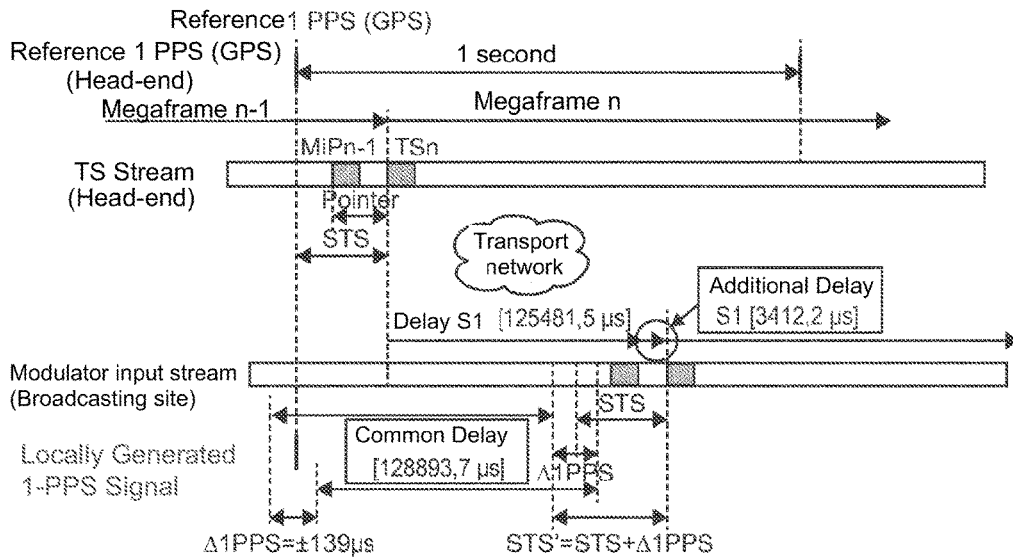 Reference1 PPS (GPS)
Reference 1 PPS (GPS)
(Head-end)
1 second
Megaframe n-1
Megaframe n
MiPn-1
TSn
TS Stream
(Head-end)
Pointer
STS
Transport
network
Additional Delay
S1 [3412,2 µs]
Delay S1 [125481,5 µs]
Modulator input stream
(Broadcasting site)
STS
Common Delay
[128893,7 µs]
Δ1PPS
Locally Generated
1-PPS Signal
Δ1PPS=±139µs
STS'=STS+Δ1PPS